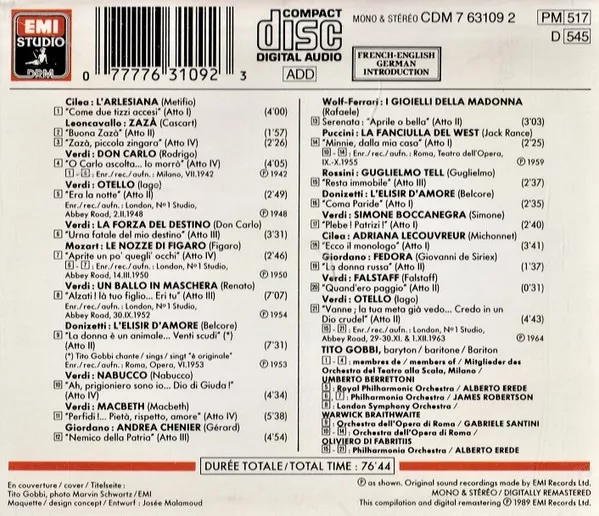 EMI
STUDIO
DRM
0 77776 31092 3
COMPACT
disc
DIGITAL AUDIO
ADD
MONO & STÉRÉO CDM 7 63109 2
PM 517
D 545
FRENCH-ENGLISH
GERMAN
INTRODUCTION
Cilea : L'ARLESIANA (Metifio)
1 "Come due tizzi accesi" (Atto I) (4'00)
Leoncavallo : ZAZÀ (Cascart)
2 "Buona Zazà" (Atto II) (1'57)
3 "Zazà, piccola zingara" (Atto IV) (2'26)
Verdi : DON CARLO (Rodrigo)
4 "O Carlo ascolta... Io morrò" (Atto IV) (4'05)
1 - 4 : Enr./rec./aufn. : Milano, VII.1942 ℗ 1942
Verdi : OTELLO (Iago)
5 "Era la notte" (Atto II) (2'49)
Enr./rec./aufn. : London, Nº1 Studio,
Abbey Road, 2.II.1948 ℗ 1948
Verdi : LA FORZA DEL DESTINO (Don Carlo)
6 "Urna fatale del mio destino" (Atto III) (3'31)
Mozart : LE NOZZE DI FIGARO (Figaro)
7 "Aprite un po' quegli occhi" (Atto IV) (2'46)
6 - 7 : Enr./rec./aufn. : London, Nº1 Studio,
Abbey Road, 14.III.1950 ℗ 1950
Verdi : UN BALLO IN MASCHERA (Renato)
8 "Alzati ! là tuo figlio... Eri tu" (Atto III) (7'07)
Enr./rec./aufn. : London, Nº1 Studio,
Abbey Road, 30.IX.1952 ℗ 1954
Donizetti : L'ELISIR D'AMORE (Belcore)
9 "La donna è un animale... Venti scudi" (*)
(Atto II) (7'31)
(*) Tito Gobbi chante / sings / singt "è originale"
Enr./rec./aufn. : Roma, Opera, VI.1953 ℗ 1953
Verdi : NABUCCO (Nabucco)
10 "Ah, prigioniero sono io... Dio di Giuda !"
(Atto IV) (4'34)
Verdi : MACBETH (Macbeth)
11 "Perfidi !... Pietà, rispetto, amore" (Atto IV) (5'38)
Giordano : ANDREA CHENIER (Gérard)
12 "Nemico della Patria" (Atto III) (4'54)
Wolf-Ferrari : I GIOIELLI DELLA MADONNA
(Rafaele)
13 Serenata : "Aprile o bella" (Atto II) (3'03)
Puccini : LA FANCIULLA DEL WEST (Jack Rance)
14 "Minnie, dalla mia casa" (Atto I) (2'25)
10 - 14 : Enr./rec./aufn : Roma, Teatro dell'Opera,
IX.-X.1955 ℗ 1959
Rossini : GUGLIELMO TELL (Guglielmo)
15 "Resta immobile" (Atto III) (2'37)
Donizetti : L'ELISIR D'AMORE (Belcore)
16 "Coma Paride" (Atto I) (2'35)
Verdi : SIMONE BOCCANEGRA (Simone)
17 "Plebe ! Patrizi !" (Atto I) (2'40)
Cilea : ADRIANA LECOUVREUR (Michonnet)
18 "Ecco il monologo" (Atto I) (3'41)
Giordano : FEDORA (Giovanni de Siriex)
19 "La donna russa" (Atto II) (1'37)
Verdi : FALSTAFF (Falstaff)
20 "Quand'ero paggio" (Atto II) (0'31)
Verdi : OTELLO (Iago)
21 "Vanne ; la tua meta già vedo... Credo in un
Dio crudel" (Atto II) (4'43)
15 - 21 : Enr./rec./aufn. : London, Nº1 Studio,
Abbey Road, 29-30.XI. & 1.XII.1963 ℗ 1964
TITO GOBBI, baryton / baritone / Bariton
1 - 4 : membres de / members of / Mitglieder des
Orchestra del Teatro alla Scala, Milano /
UMBERTO BERRETTONI
5 : Royal Philharmonic Orchestra / ALBERTO EREDE
6, 7 : Philharmonia Orchestra / JAMES ROBERTSON
8 : London Symphony Orchestra /
WARWICK BRAITHWAITE
9 : Orchestra dell'Opera di Roma / GABRIELE SANTINI
10 - 14 : Orchestra dell'Opera di Roma /
OLIVIERO DI FABRITIIS
15 - 21 : Philharmonia Orchestra / ALBERTO EREDE
DURÉE TOTALE / TOTAL TIME : 76'44
En couverture / cover / Titelseite :
Tito Gobbi, photo Marvin Schwartz / EMI
Maquette / design concept / Entwurf : Josée Malamoud
℗ as shown. Original sound recordings made by EMI Records Ltd.
MONO & STÉRÉO / DIGITALLY REMASTERED
This compilation and digital remastering ℗ 1989 EMI Records Ltd.